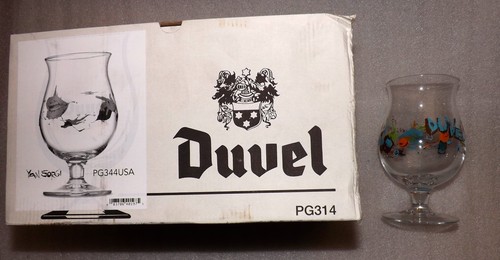 Yan Sorgi
PG344USA
Duvel
PG314